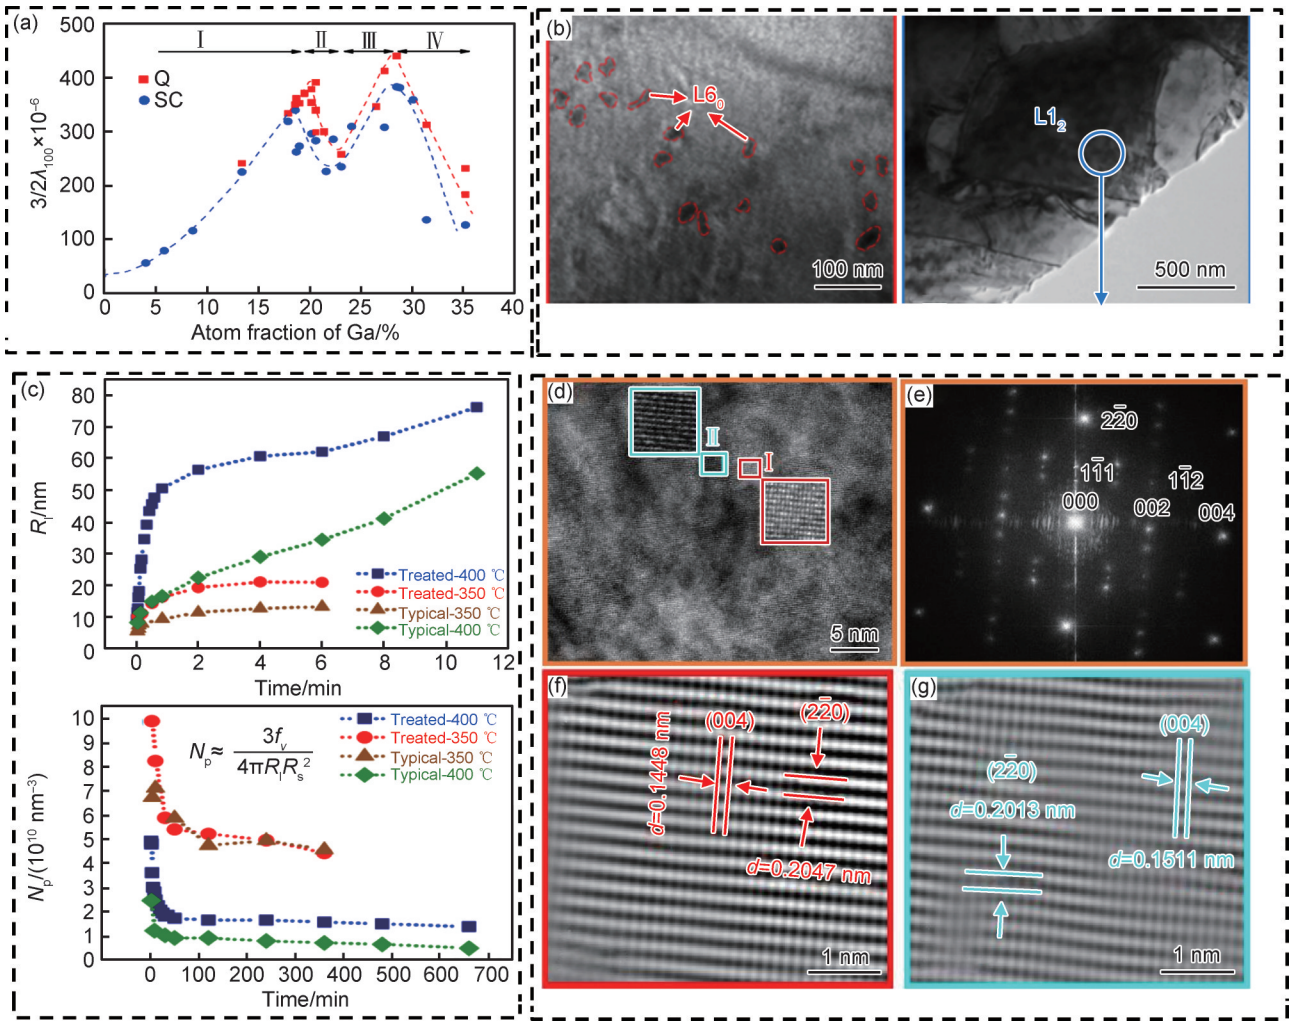 (a)
500
400
300
200
100
0
3/2λ₁₀₀×10⁻⁶
Ⅰ Ⅱ Ⅲ Ⅳ
Q
SC
0 5 10 15 20 25 30 35 40
Atom fraction of Ga/%
(b)
L6₀
100 nm
L1₂
500 nm
(c)
80
70
60
50
40
30
20
10
0
Rₗ/nm
Treated-400 ℃
Treated-350 ℃
Typical-350 ℃
Typical-400 ℃
0 2 4 6 8 10 12
Time/min
10
9
8
7
6
5
4
3
2
1
0
Nₚ/(10¹⁰ nm⁻³)
Nₚ≈ 3fᵥ
4πRₗRₛ²
Treated-400 ℃
Treated-350 ℃
Typical-350 ℃
Typical-400 ℃
0 100 200 300 400 500 600 700
Time/min
(d)
Ⅱ
Ⅰ
5 nm
(e)
22̄0
11̄1
11̄2
000
002
004
(f)
(004)
(22̄0)
d=0.1448 nm
d=0.2047 nm
1 nm
(g)
(004)
(22̄0)
d=0.2013 nm
d=0.1511 nm
1 nm